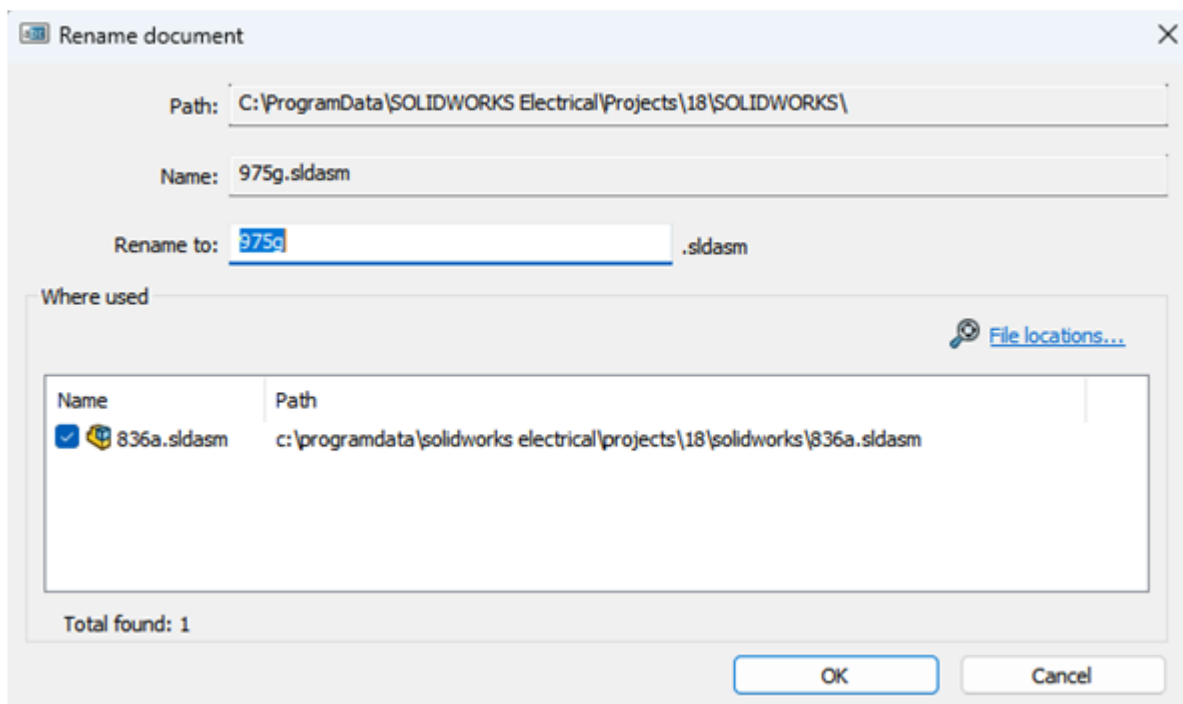 Rename document
Path: C:\ProgramData\SOLIDWORKS Electrical\Projects\18\SOLIDWORKS\
Name: 975g.sldasm
Rename to: 975g .sldasm
Where used
File locations...
Name Path
836a.sldasm c:\programdata\solidworks electrical\projects\18\solidworks\836a.sldasm
Total found: 1
OK Cancel